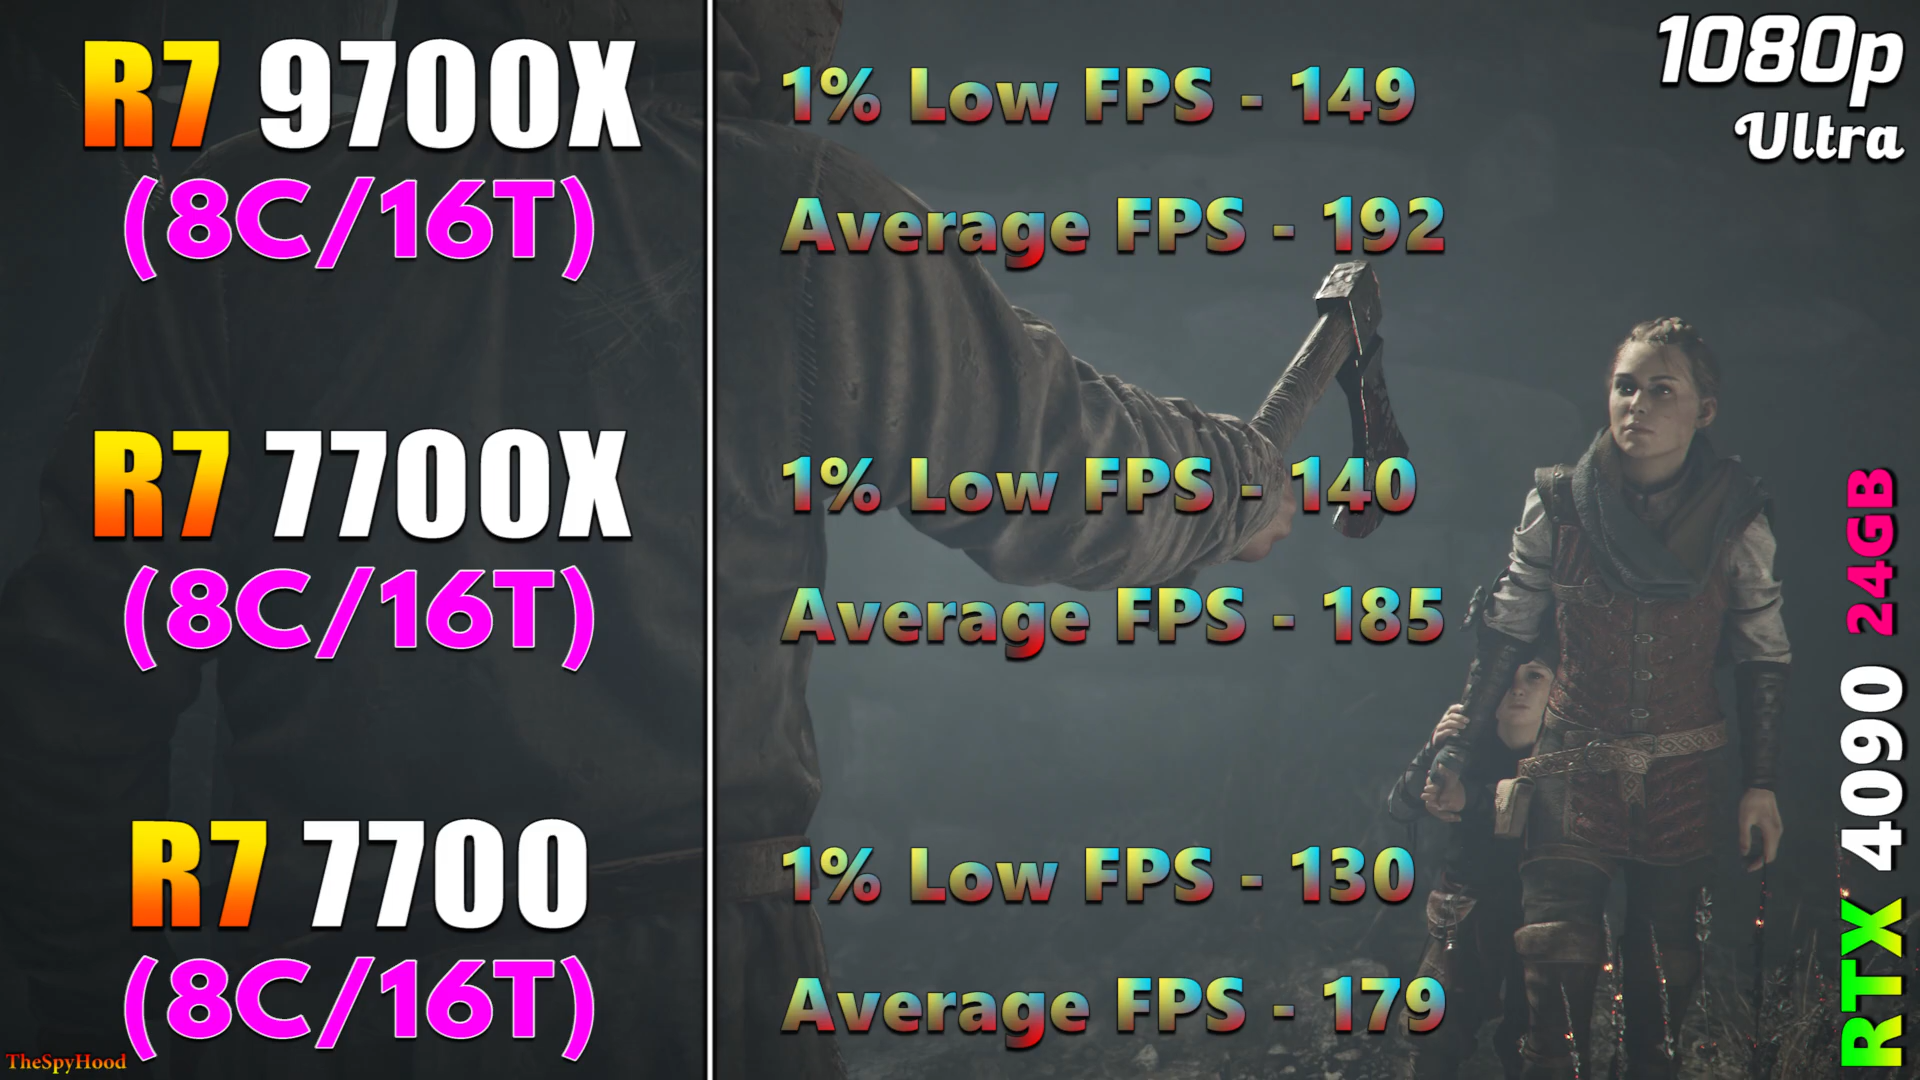 R7 9700X
(8C/16T)
1% Low FPS - 149
Average FPS - 192
1080p
Ultra
R7 7700X
(8C/16T)
1% Low FPS - 140
Average FPS - 185
R7 7700
(8C/16T)
1% Low FPS - 130
Average FPS - 179
RTX 4090 24GB
TheSpyHood